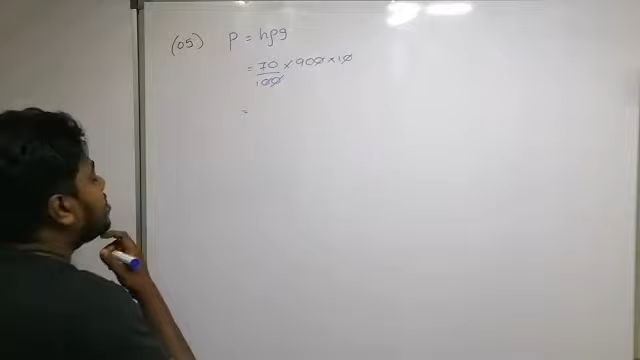 (05) P = hρg
= 70/100 × 900 × 10
=